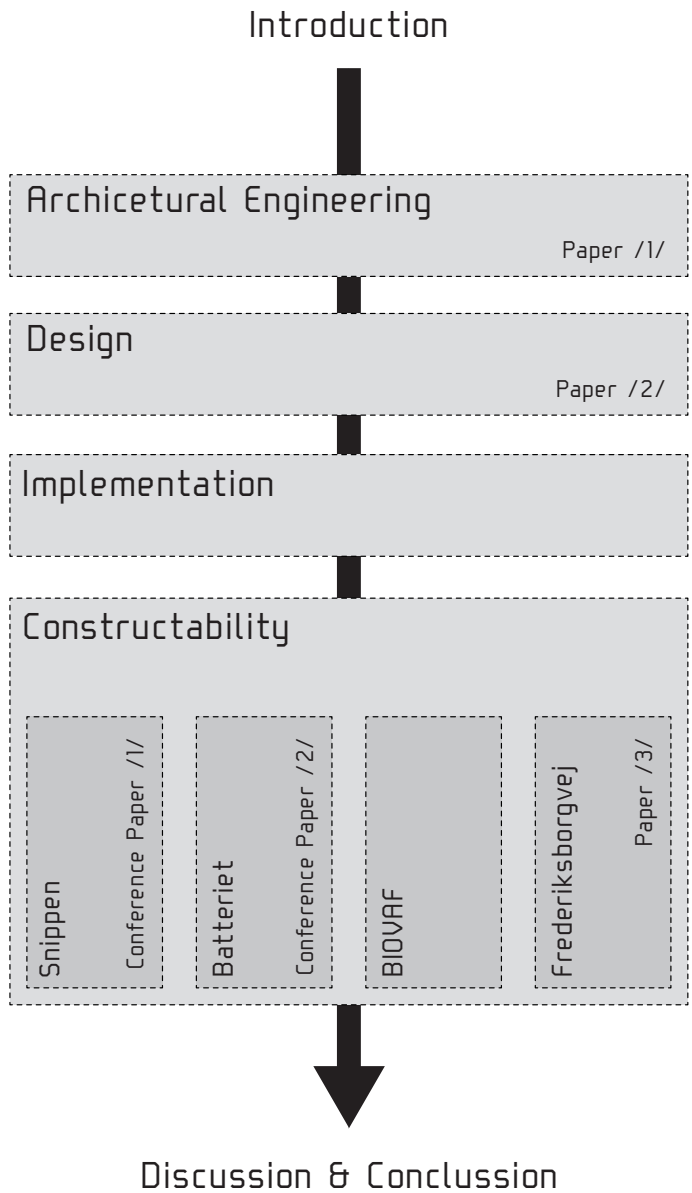 Introduction
Archicetural Engineering
Paper /1/
Design
Paper /2/
Implementation
Constructability
Snippen
Conference Paper /1/
Batteriet
Conference Paper /2/
BIOVAF
Frederiksborgvej
Paper /3/
Discussion & Conclussion